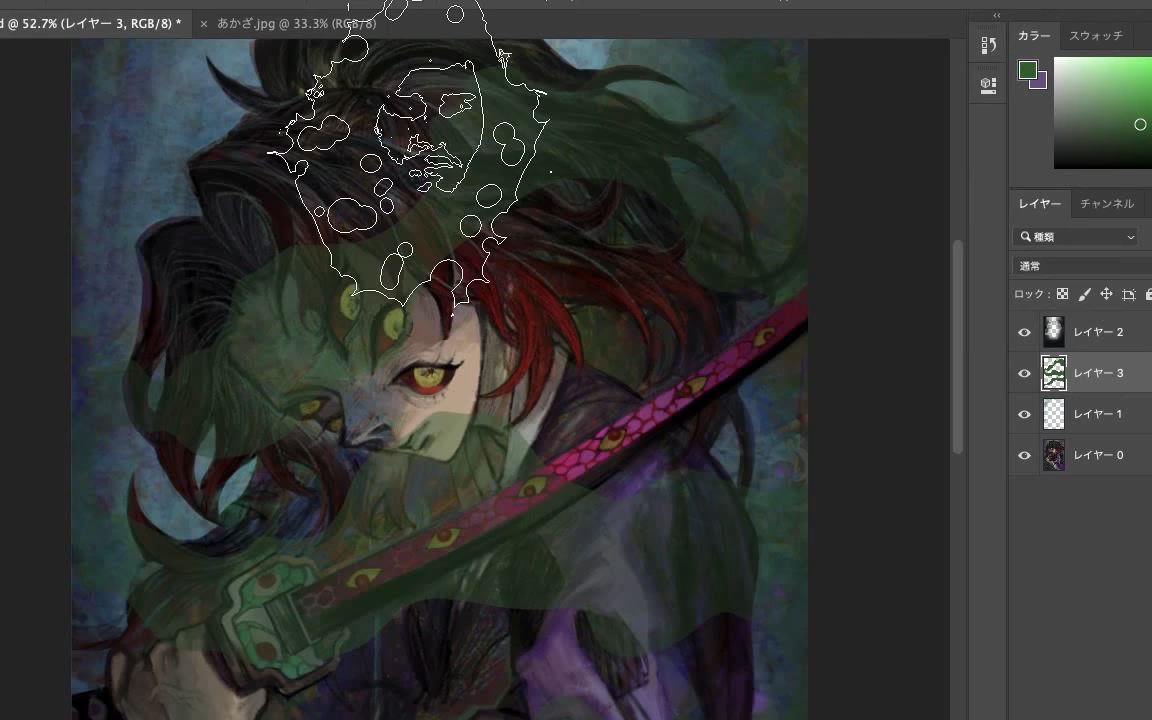 d @ 52.7% (レイヤー 3, RGB/8) *
× あかざ.jpg @ 33.3% (RGB/8)
カラー
スウォッチ
レイヤー
チャンネル
種類
通常
ロック :
レイヤー 2
レイヤー 3
レイヤー 1
レイヤー 0